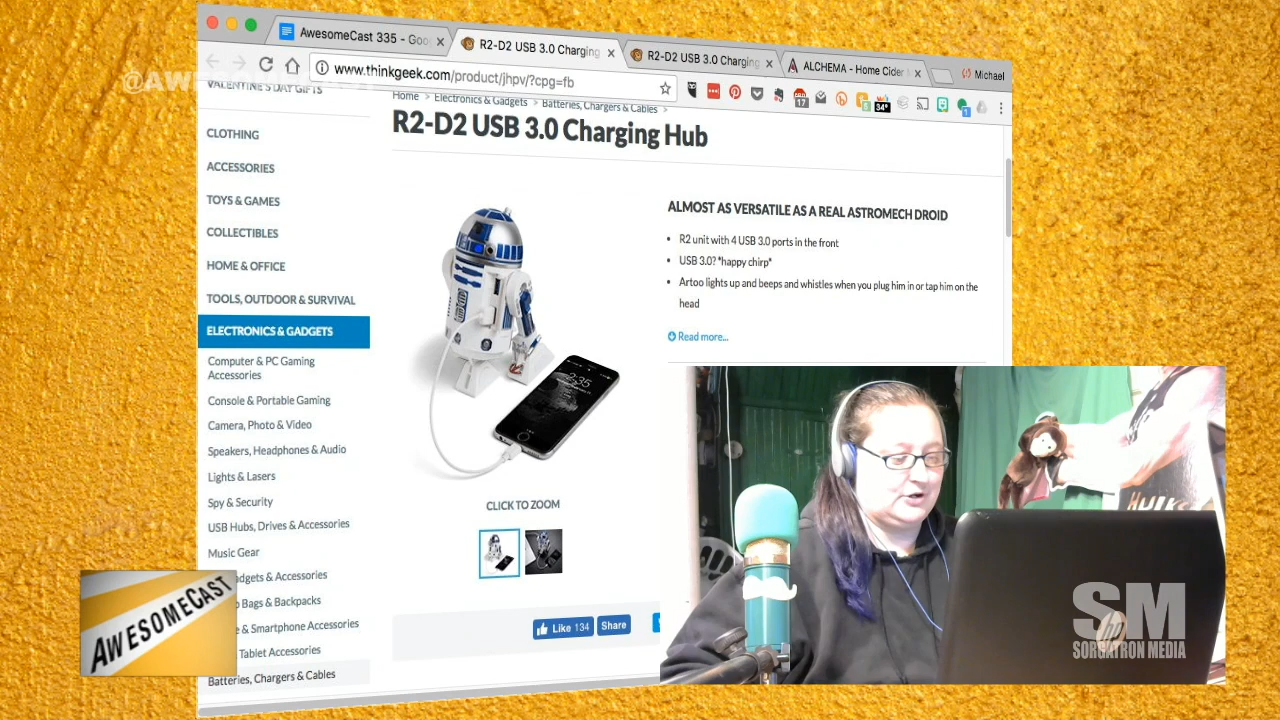 AwesomeCast 335 - Goo
R2-D2 USB 3.0 Charging
R2-D2 USB 3.0 Charging
ALCHEMA - Home Cider
Michael
www.thinkgeek.com/product/jhpv/?cpg=fb
17
34°
VALENTINE'S DAY GIFTS
CLOTHING
ACCESSORIES
TOYS & GAMES
COLLECTIBLES
HOME & OFFICE
TOOLS, OUTDOOR & SURVIVAL
ELECTRONICS & GADGETS
Computer & PC Gaming
Accessories
Console & Portable Gaming
Camera, Photo & Video
Speakers, Headphones & Audio
Lights & Lasers
Spy & Security
USB Hubs, Drives & Accessories
Music Gear
adgets & Accessories
Bags & Backpacks
& Smartphone Accessories
Tablet Accessories
Batteries, Chargers & Cables
Home > Electronics & Gadgets > Batteries, Chargers & Cables >
R2-D2 USB 3.0 Charging Hub
ALMOST AS VERSATILE AS A REAL ASTROMECH DROID
R2 unit with 4 USB 3.0 ports in the front
USB 3.0? *happy chirp*
Artoo lights up and beeps and whistles when you plug him in or tap him on the
head
Read more...
2:35
CLICK TO ZOOM
Like 134
Share
AWESOMECAST
hp
SM
SORGATRON MEDIA